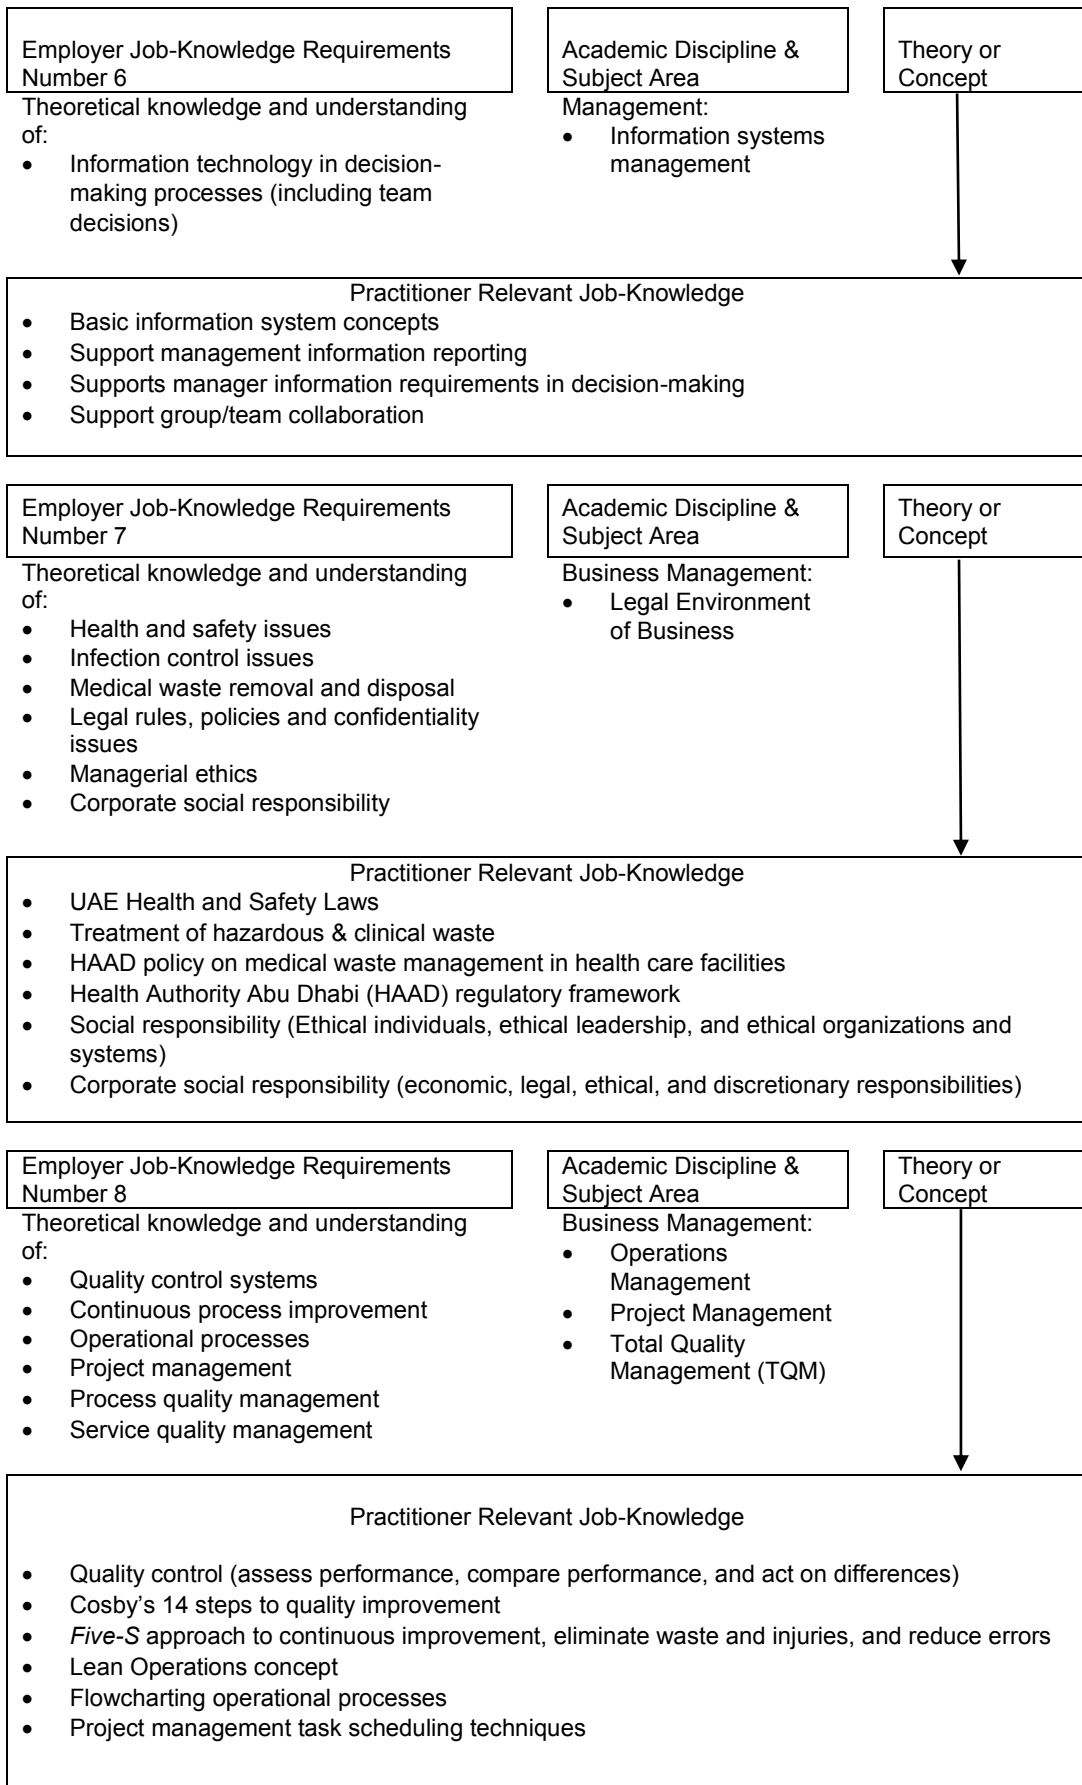 Employer Job-Knowledge Requirements
Number 6
Academic Discipline &
Subject Area
Theory or
Concept
Theoretical knowledge and understanding
of:
• Information technology in decision-
making processes (including team
decisions)
Management:
• Information systems
management
Practitioner Relevant Job-Knowledge
• Basic information system concepts
• Support management information reporting
• Supports manager information requirements in decision-making
• Support group/team collaboration
Employer Job-Knowledge Requirements
Number 7
Academic Discipline &
Subject Area
Theory or
Concept
Theoretical knowledge and understanding
of:
• Health and safety issues
• Infection control issues
• Medical waste removal and disposal
• Legal rules, policies and confidentiality
issues
• Managerial ethics
• Corporate social responsibility
Business Management:
• Legal Environment
of Business
Practitioner Relevant Job-Knowledge
• UAE Health and Safety Laws
• Treatment of hazardous & clinical waste
• HAAD policy on medical waste management in health care facilities
• Health Authority Abu Dhabi (HAAD) regulatory framework
• Social responsibility (Ethical individuals, ethical leadership, and ethical organizations and
systems)
• Corporate social responsibility (economic, legal, ethical, and discretionary responsibilities)
Employer Job-Knowledge Requirements
Number 8
Academic Discipline &
Subject Area
Theory or
Concept
Theoretical knowledge and understanding
of:
• Quality control systems
• Continuous process improvement
• Operational processes
• Project management
• Process quality management
• Service quality management
Business Management:
• Operations
Management
• Project Management
• Total Quality
Management (TQM)
Practitioner Relevant Job-Knowledge
• Quality control (assess performance, compare performance, and act on differences)
• Cosby’s 14 steps to quality improvement
• Five-S approach to continuous improvement, eliminate waste and injuries, and reduce errors
• Lean Operations concept
• Flowcharting operational processes
• Project management task scheduling techniques